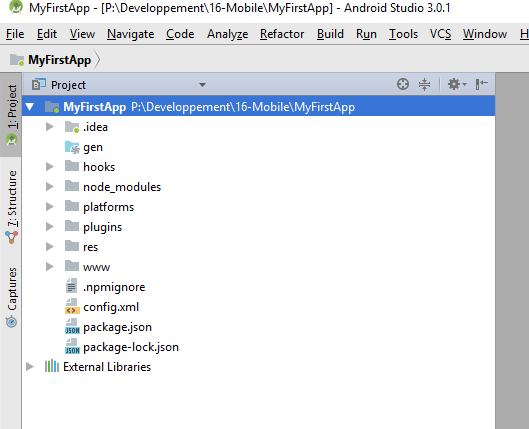 MyFirstApp - [P:\Developpement\16-Mobile\MyFirstApp] - Android Studio 3.0.1
File Edit View Navigate Code Analyze Refactor Build Run Tools VCS Window H
MyFirstApp
1: Project
Project
MyFirstApp P:\Developpement\16-Mobile\MyFirstApp
.idea
gen
hooks
node_modules
7: Structure
platforms
plugins
res
www
Captures
.npmignore
config.xml
package.json
package-lock.json
External Libraries